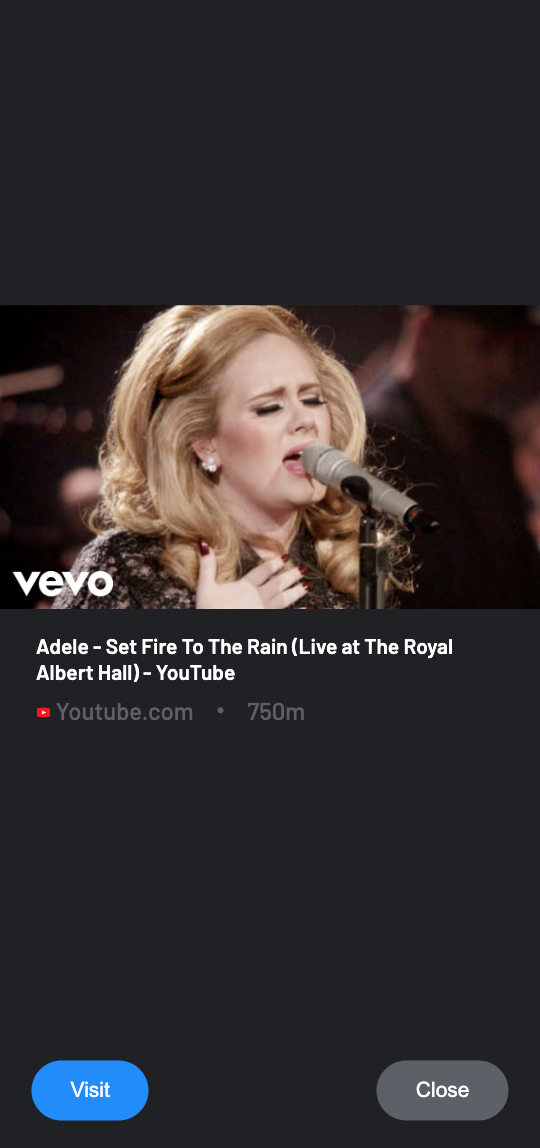 vevo
Adele - Set Fire To The Rain (Live at The Royal
Albert Hall) - YouTube
Youtube.com • 750m
Visit
Close